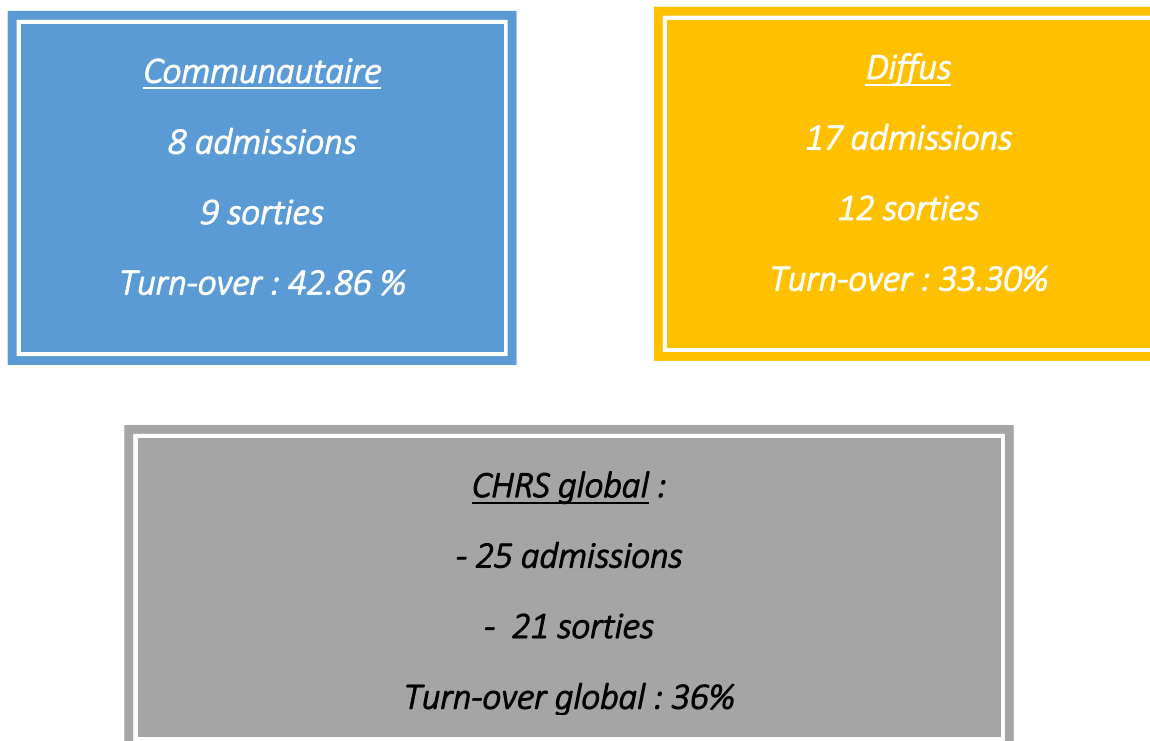 Communautaire
8 admissions
9 sorties
Turn-over : 42.86 %
Diffus
17 admissions
12 sorties
Turn-over : 33.30%
CHRS global :
- 25 admissions
- 21 sorties
Turn-over global : 36%